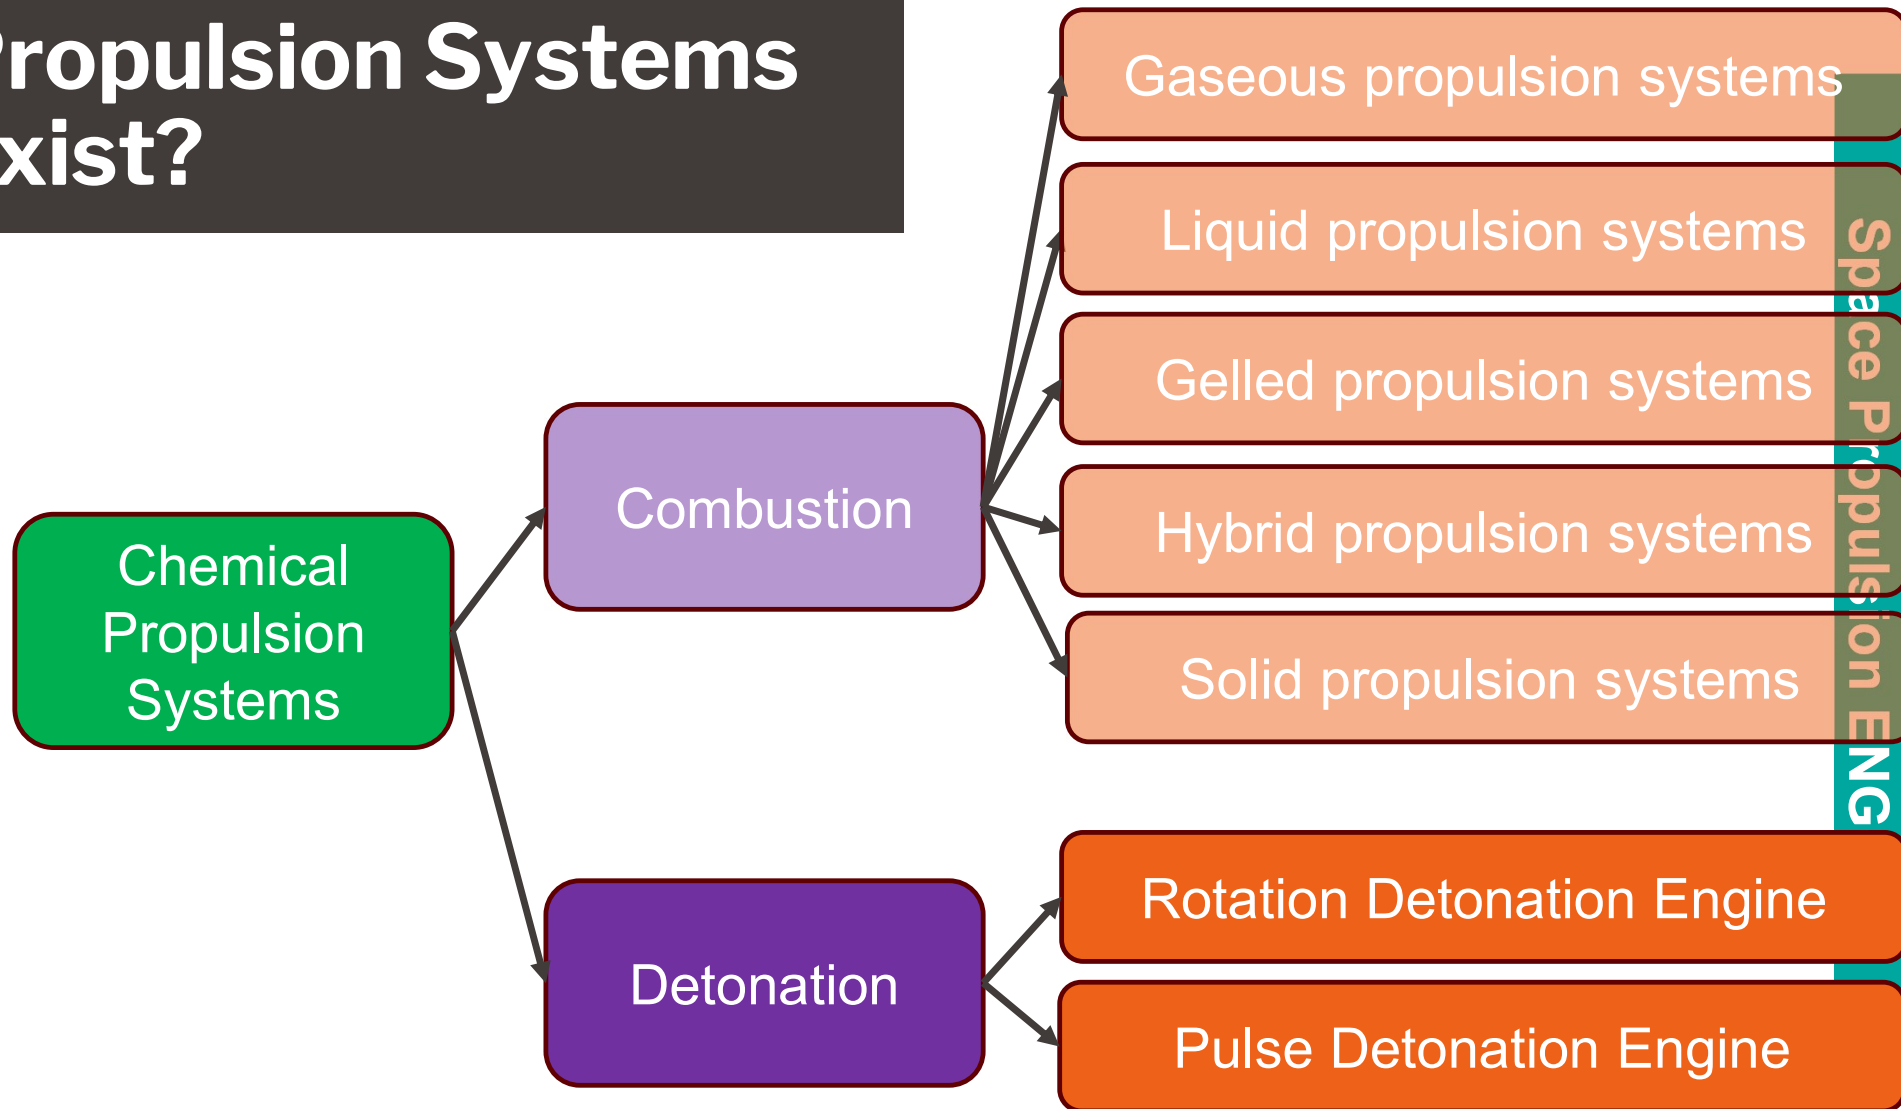 Propulsion Systems
xist?
Gaseous propulsion systems
Liquid propulsion systems
Gelled propulsion systems
Hybrid propulsion systems
Solid propulsion systems
Combustion
Chemical
Propulsion
Systems
Detonation
Rotation Detonation Engine
Pulse Detonation Engine
Space Propulsion ENG